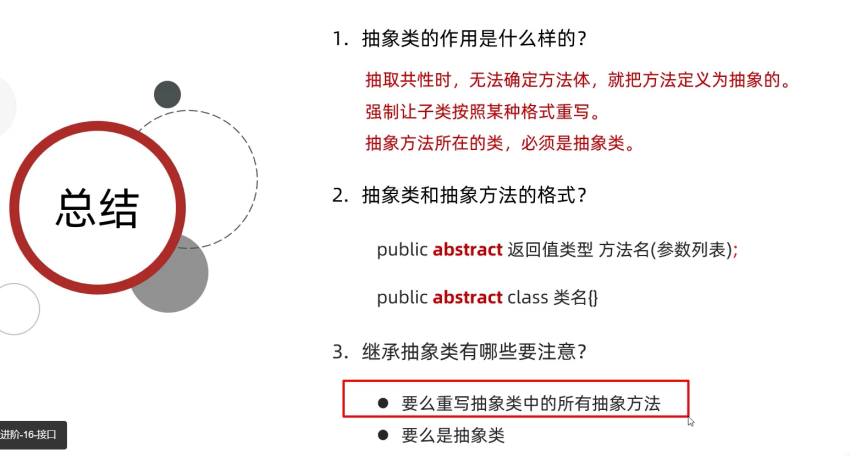 总结
1. 抽象类的作用是什么样的?
抽取共性时，无法确定方法体，就把方法定义为抽象的。
强制让子类按照某种格式重写。
抽象方法所在的类，必须是抽象类。
2. 抽象类和抽象方法的格式?
public abstract 返回值类型 方法名(参数列表);
public abstract class 类名{}
3. 继承抽象类有哪些要注意?
● 要么重写抽象类中的所有抽象方法
● 要么是抽象类
进阶-16-接口